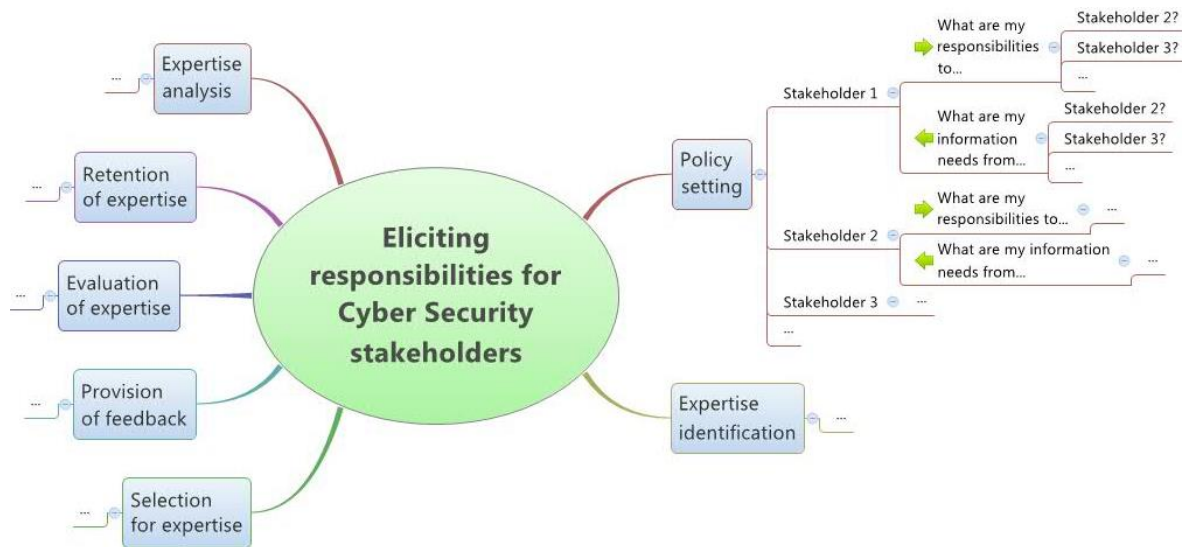 Eliciting
responsibilities for
Cyber Security
stakeholders
Policy
setting
Stakeholder 1
What are my
responsibilities
to...
Stakeholder 2?
Stakeholder 3?
...
What are my
information
needs from...
Stakeholder 2?
Stakeholder 3?
...
Stakeholder 2
What are my
responsibilities to...
...
What are my information
needs from...
...
Stakeholder 3
...
...
Expertise
identification
...
Expertise
analysis
...
Retention
of expertise
...
Evaluation
of expertise
...
Provision
of feedback
...
Selection
for expertise
...